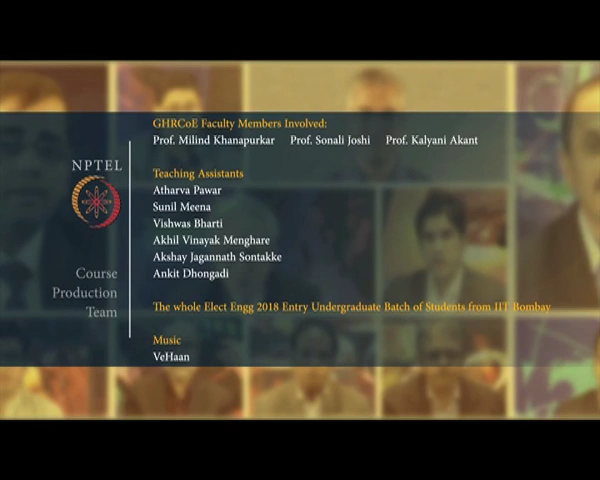 GHRCoE Faculty Members Involved:
Prof. Milind Khanapurkar Prof. Sonali Joshi Prof. Kalyani Akant
NPTEL
Teaching Assistants
Atharva Pawar
Sunil Meena
Vishwas Bharti
Akhil Vinayak Menghare
Akshay Jagannath Sontakke
Ankit Dhongadi
Course
Production
Team
The whole Elect Engg 2018 Entry Undergraduate Batch of Students from IIT Bombay
Music
VeHaan